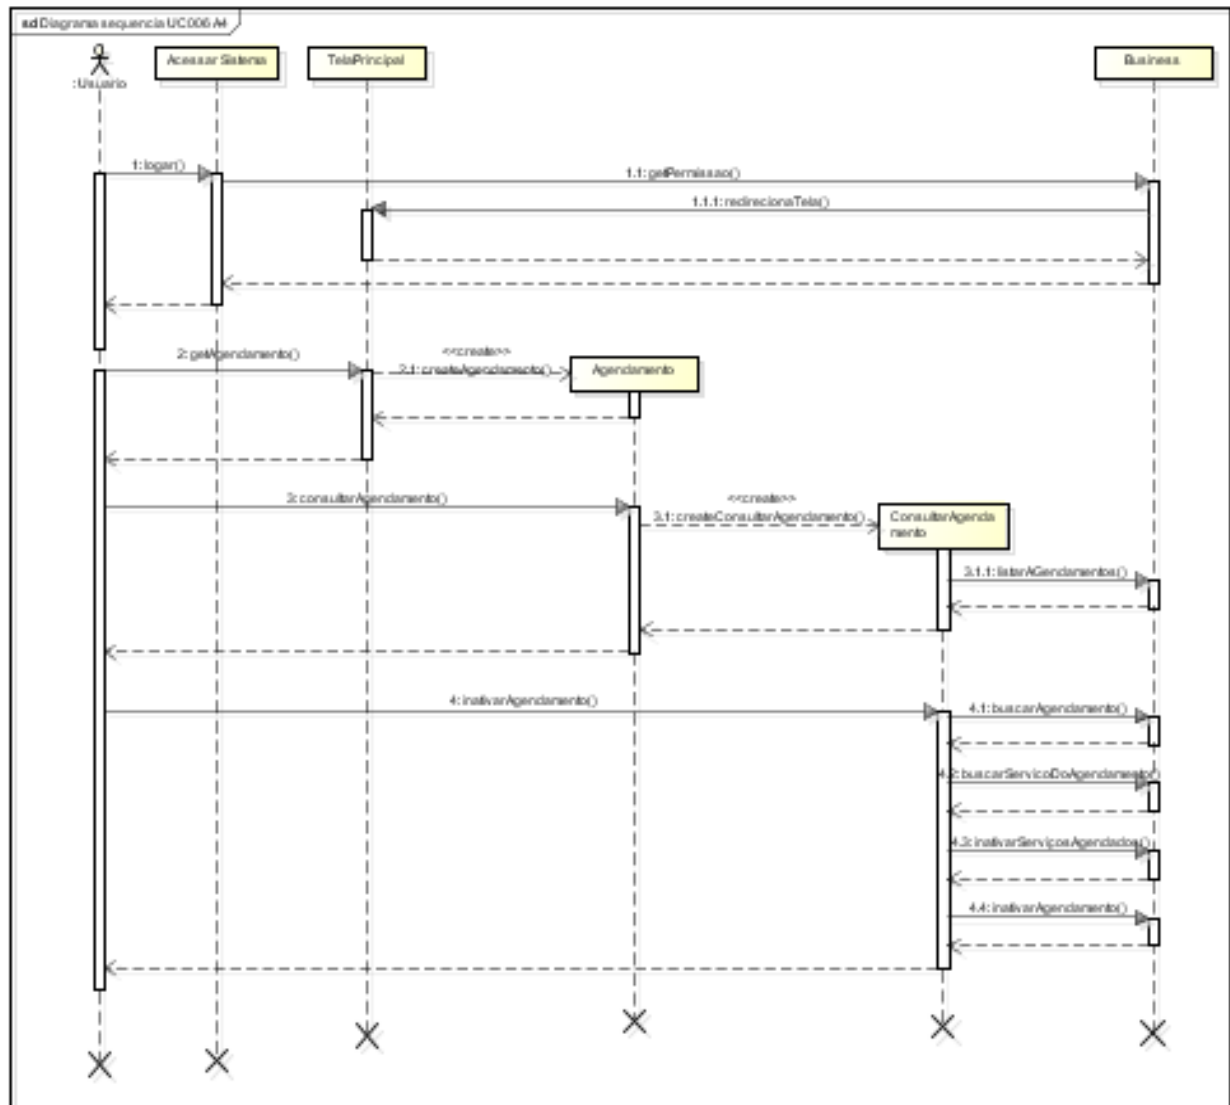 sd Diagrama sequencia UC006 A4
:Usuario
Acessar Sistema
TelaPrincipal
Business
1: logar()
1.1: getPermissao()
1.1.1: redirecionaTela()
2: getAgendamento()
<<create>>
2.1: createAgendamento()
Agendamento
3: consultarAgendamento()
<<create>>
3.1: createConsultarAgendamento()
ConsultarAgenda
mento
3.1.1: listarAGendamentos()
4: inativarAgendamento()
4.1: buscarAgendamento()
4.2: buscarServicoDoAgendamento()
4.3: inativarServicosAgendados()
4.4: inativarAgendamento()